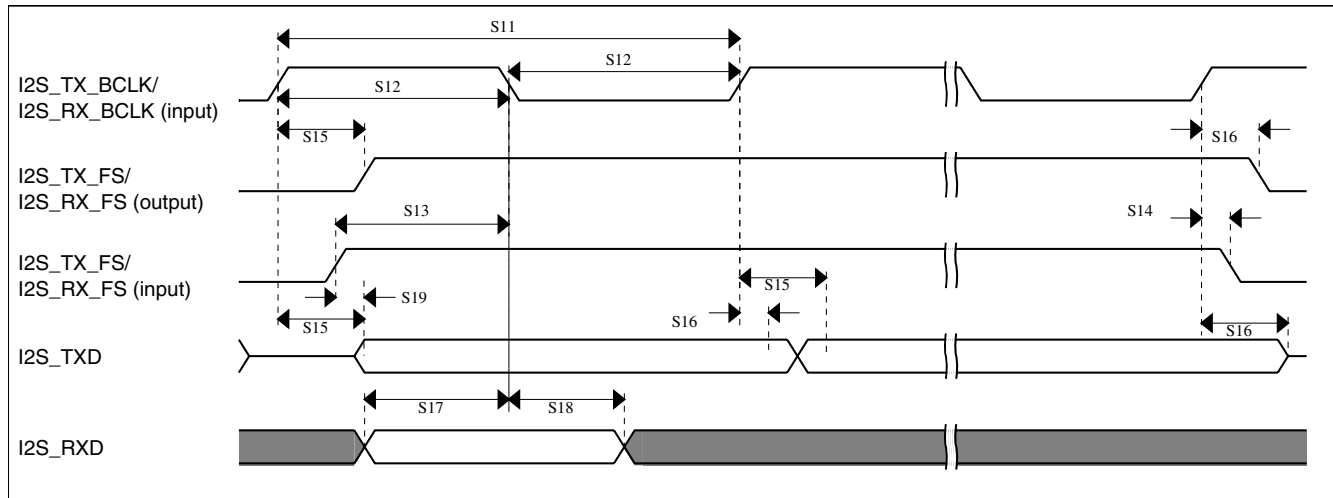 S11
S12
I2S_TX_BCLK/
I2S_RX_BCLK (input)
S12
S15
S16
I2S_TX_FS/
I2S_RX_FS (output)
S13
S14
I2S_TX_FS/
I2S_RX_FS (input)
S15
S19
S15
S16
S16
I2S_TXD
S17
S18
I2S_RXD